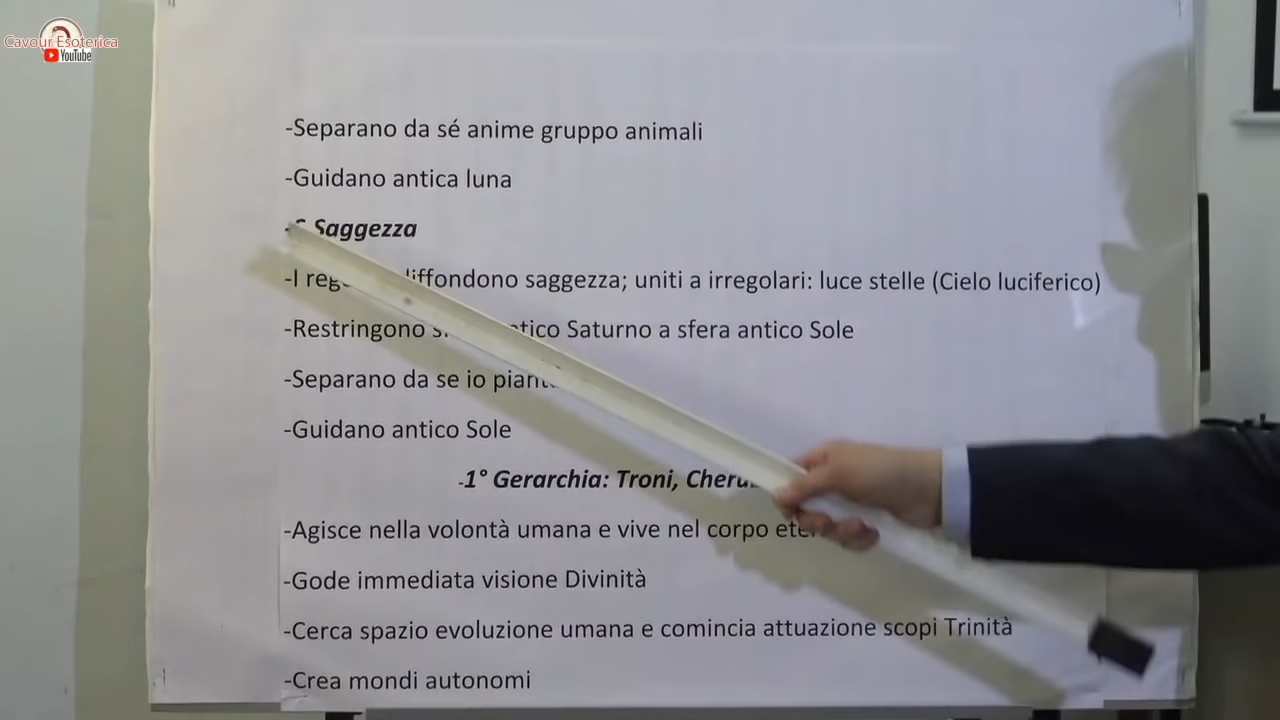 Cavour Esoterica
YouTube
-Separano da sé anime gruppo animali
-Guidano antica luna
- Saggezza
-I diffondono saggezza; uniti a irregolari: luce stelle (Cielo luciferico)
-Restringono Saturno a sfera antico Sole
-Separano da se io
-Guidano antico Sole
-1° Gerarchia: Troni,
-Agisce nella volontà umana e vive nel corpo
-Gode immediata visione Divinità
-Cerca spazio evoluzione umana e comincia attuazione scopi Trinità
-Crea mondi autonomi